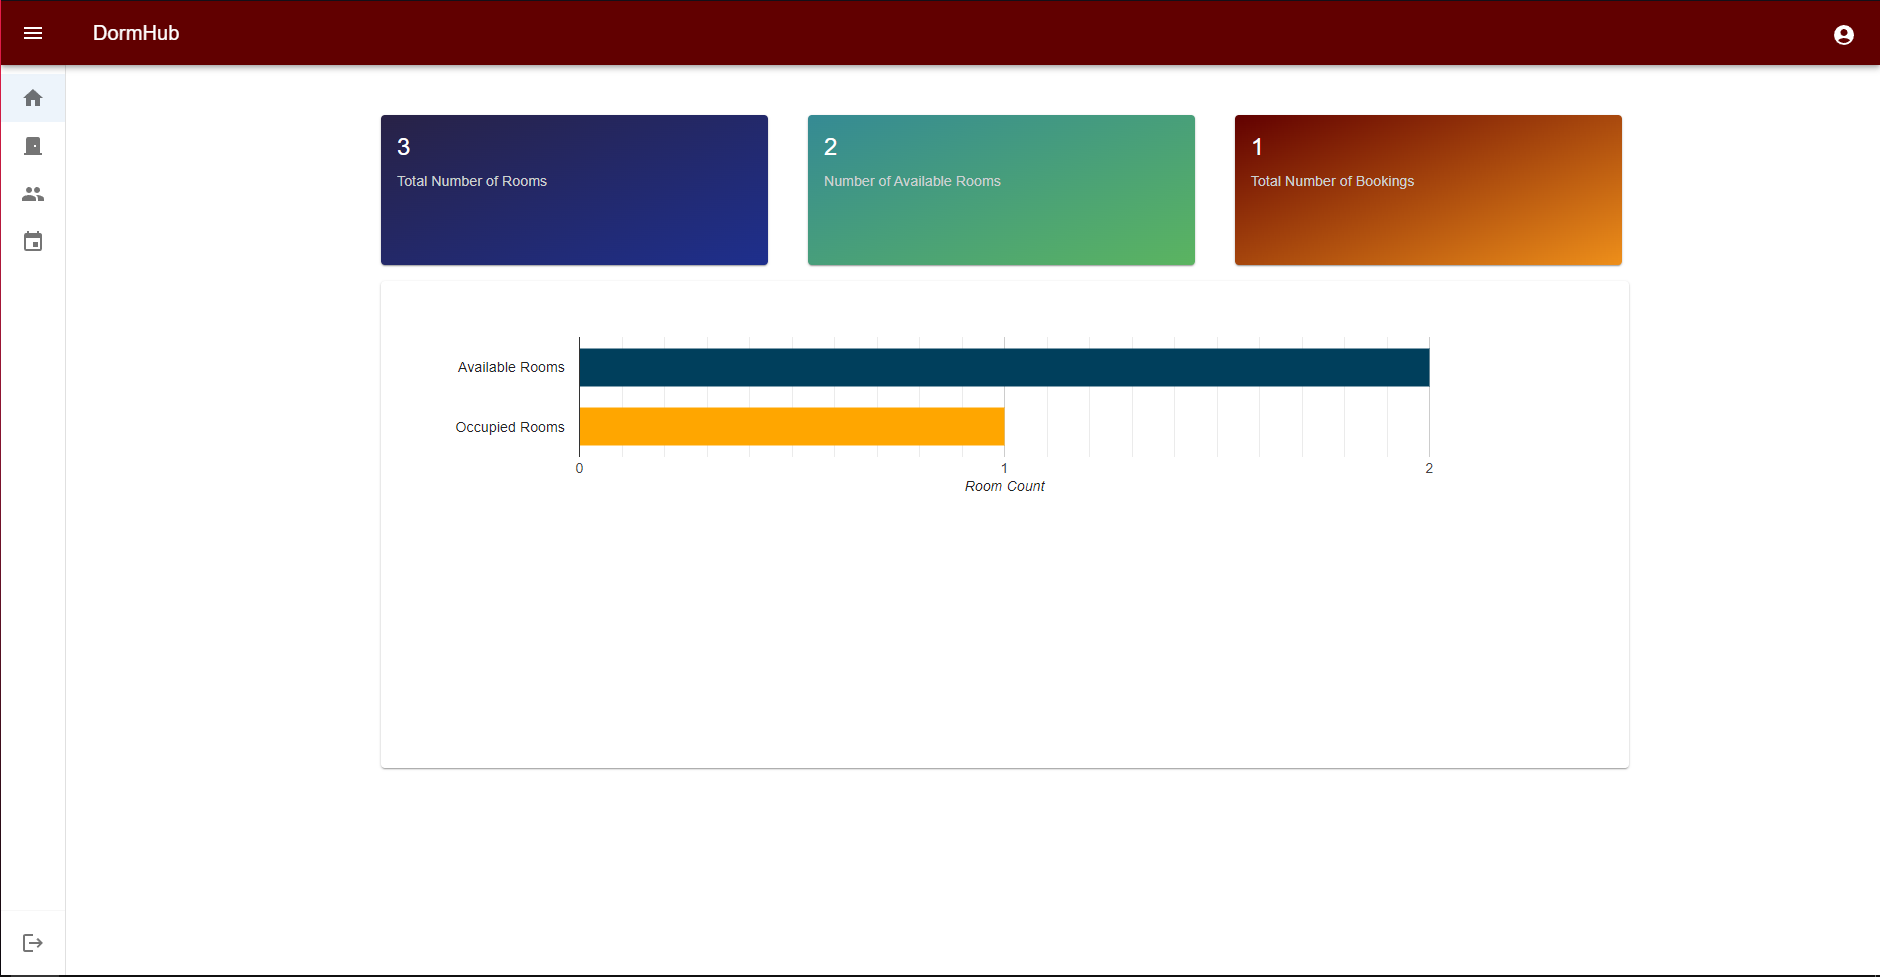 DormHub
3
Total Number of Rooms
2
Number of Available Rooms
1
Total Number of Bookings
Available Rooms
Occupied Rooms
0 1 2
Room Count